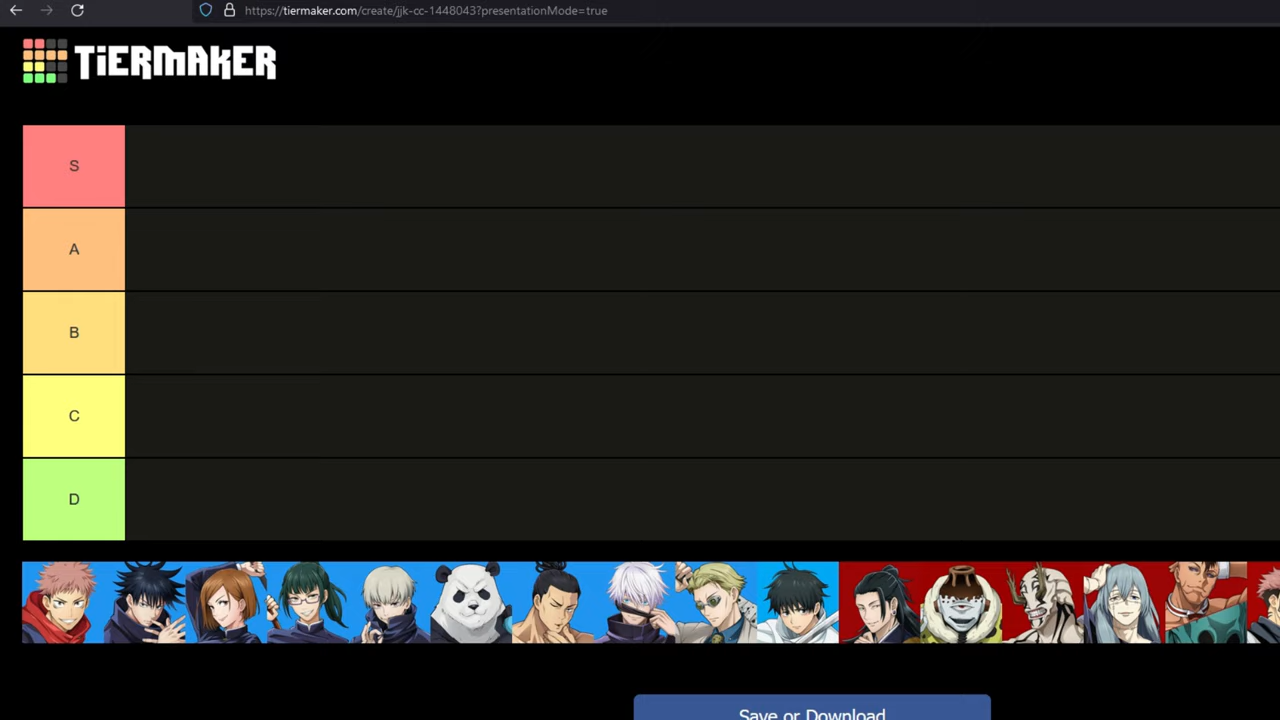 https://tiermaker.com/create/jjk-cc-1448043?presentationMode=true
TiERMAKER
S
A
B
C
D
Save or Download